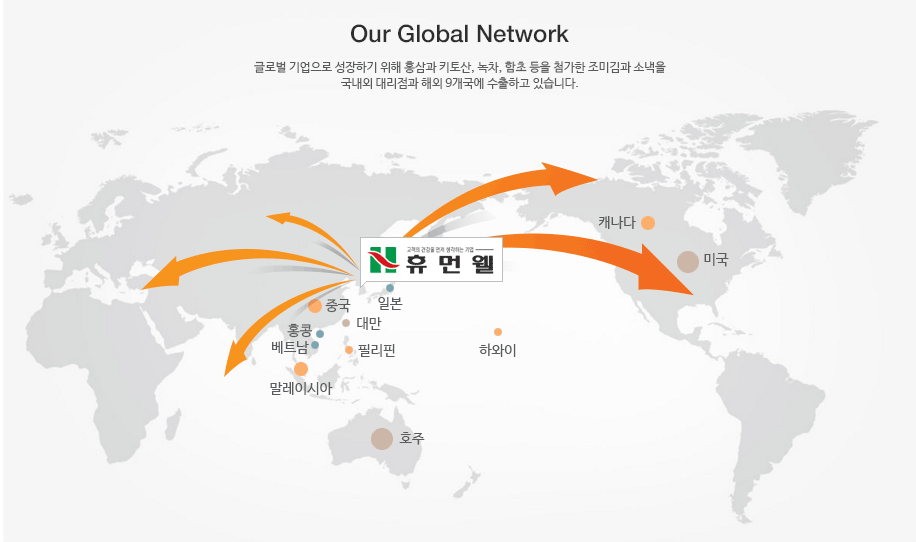 Our Global Network
글로벌 기업으로 성장하기 위해 홍삼과 키토산, 녹차, 함초 등을 첨가한 조미김과 소낵을
국내외 대리점과 해외 9개국에 수출하고 있습니다.
캐나다
고객의 건강을 먼저 생각하는 기업
휴먼웰
미국
중국
일본
대만
홍콩
베트남
필리핀
하와이
말레이시아
호주